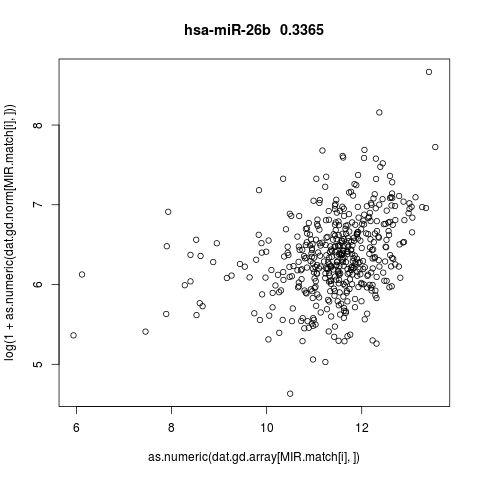 hsa-miR-26b 0.3365
log(1 + as.numeric(dat.gd.norm[MIR.match[i], ]))
8
7
6
5
6 8 10 12
as.numeric(dat.gd.array[MIR.match[i], ])